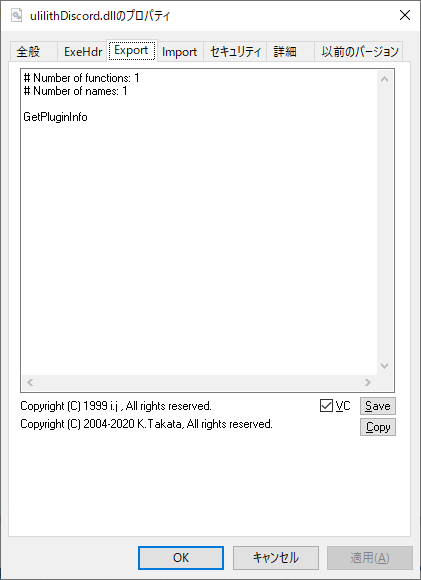 ulilithDiscord.dllのプロパティ
全般 ExeHdr Export Import セキュリティ 詳細 以前のバージョン
# Number of functions: 1
# Number of names: 1
GetPluginInfo
Copyright (C) 1999 i.j , All rights reserved. VC Save
Copyright (C) 2004-2020 K.Takata, All rights reserved. Copy
OK キャンセル 適用(A)